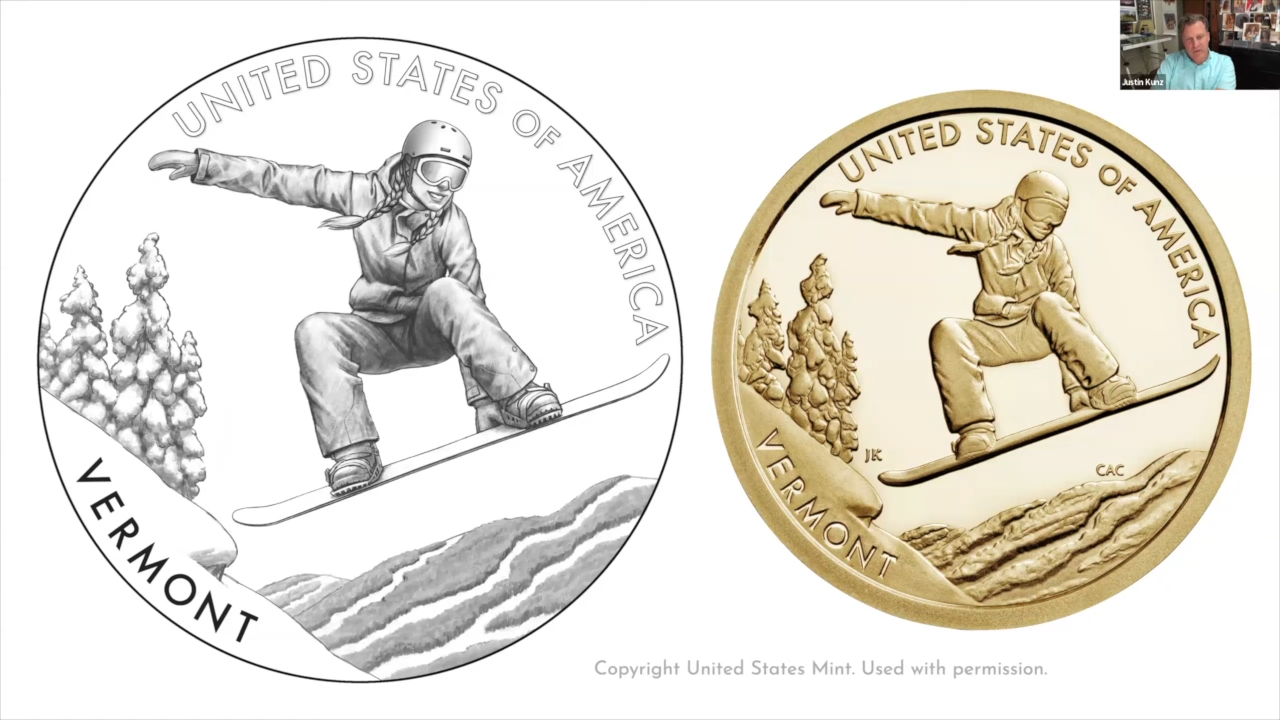 UNITED STATES OF AMERICA
VERMONT
UNITED STATES OF AMERICA
JK
CAC
VERMONT
Justin Kunz
Copyright United States Mint. Used with permission.